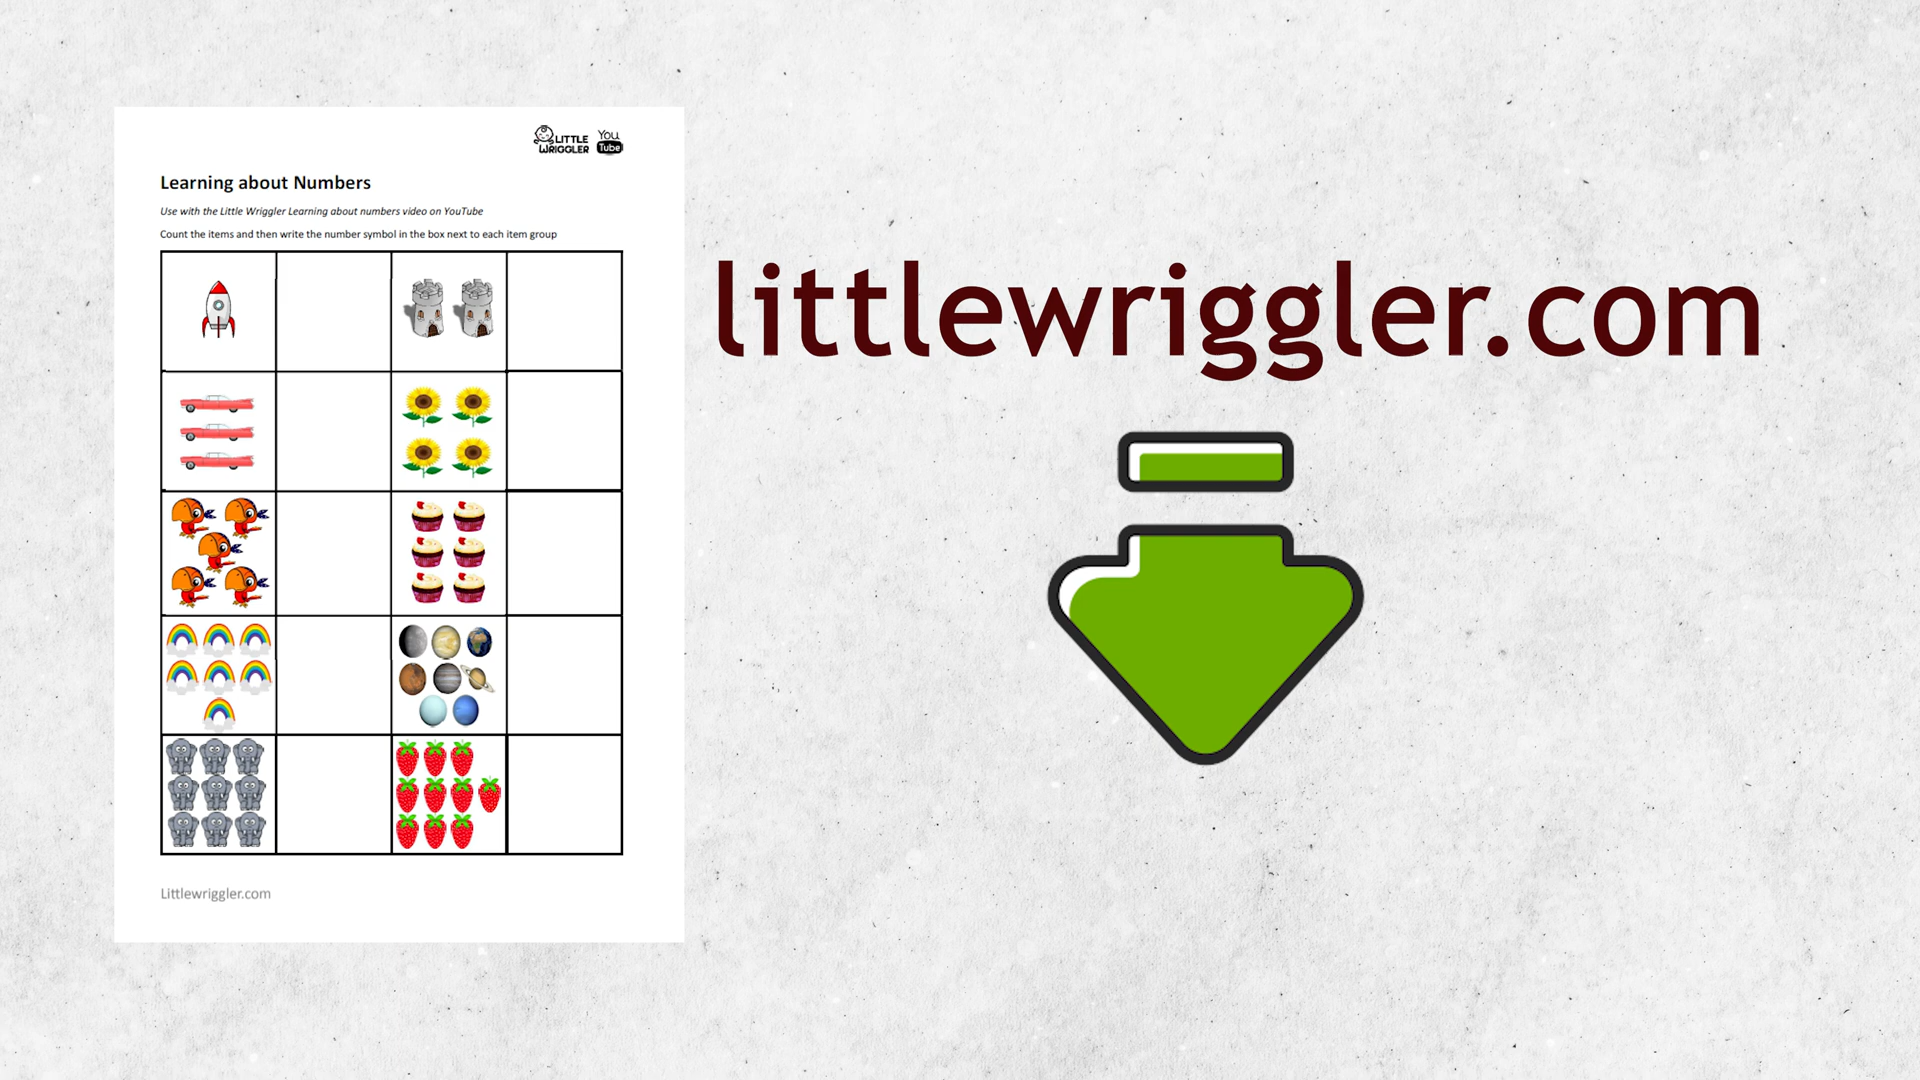 LITTLE
WRIGGLER
You
Tube
Learning about Numbers
Use with the Little Wriggler Learning about numbers video on YouTube
Count the items and then write the number symbol in the box next to each item group
Littlewriggler.com
littlewriggler.com